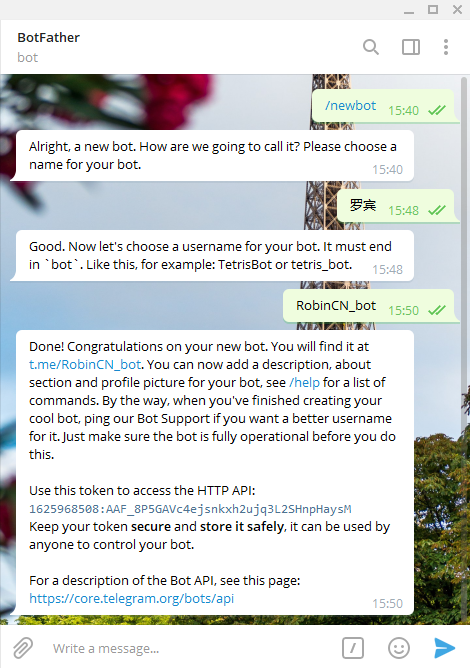 BotFather
bot
/newbot 15:40
Alright, a new bot. How are we going to call it? Please choose a
name for your bot. 15:40
罗宾 15:48
Good. Now let's choose a username for your bot. It must end
in `bot`. Like this, for example: TetrisBot or tetris_bot. 15:48
RobinCN_bot 15:50
Done! Congratulations on your new bot. You will find it at
t.me/RobinCN_bot. You can now add a description, about
section and profile picture for your bot, see /help for a list of
commands. By the way, when you've finished creating your
cool bot, ping our Bot Support if you want a better username
for it. Just make sure the bot is fully operational before you do
this.
Use this token to access the HTTP API:
1625968508:AAF_8P5GAVc4ejsnkxh2ujq3L2SHnpHaysM
Keep your token secure and store it safely, it can be used by
anyone to control your bot.
For a description of the Bot API, see this page:
https://core.telegram.org/bots/api 15:50
Write a message...